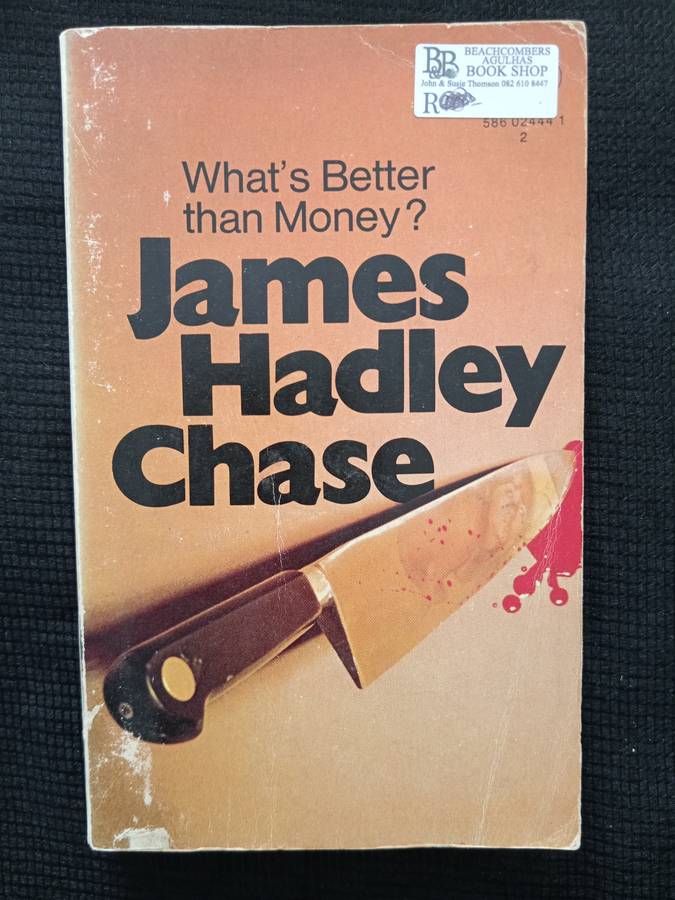 B&B BEACHCOMBERS
AGULHAS
BOOK SHOP
John & Susie Thomson 082 610 8447
R
586 02444 1
2
What's Better
than Money?
James
Hadley
Chase